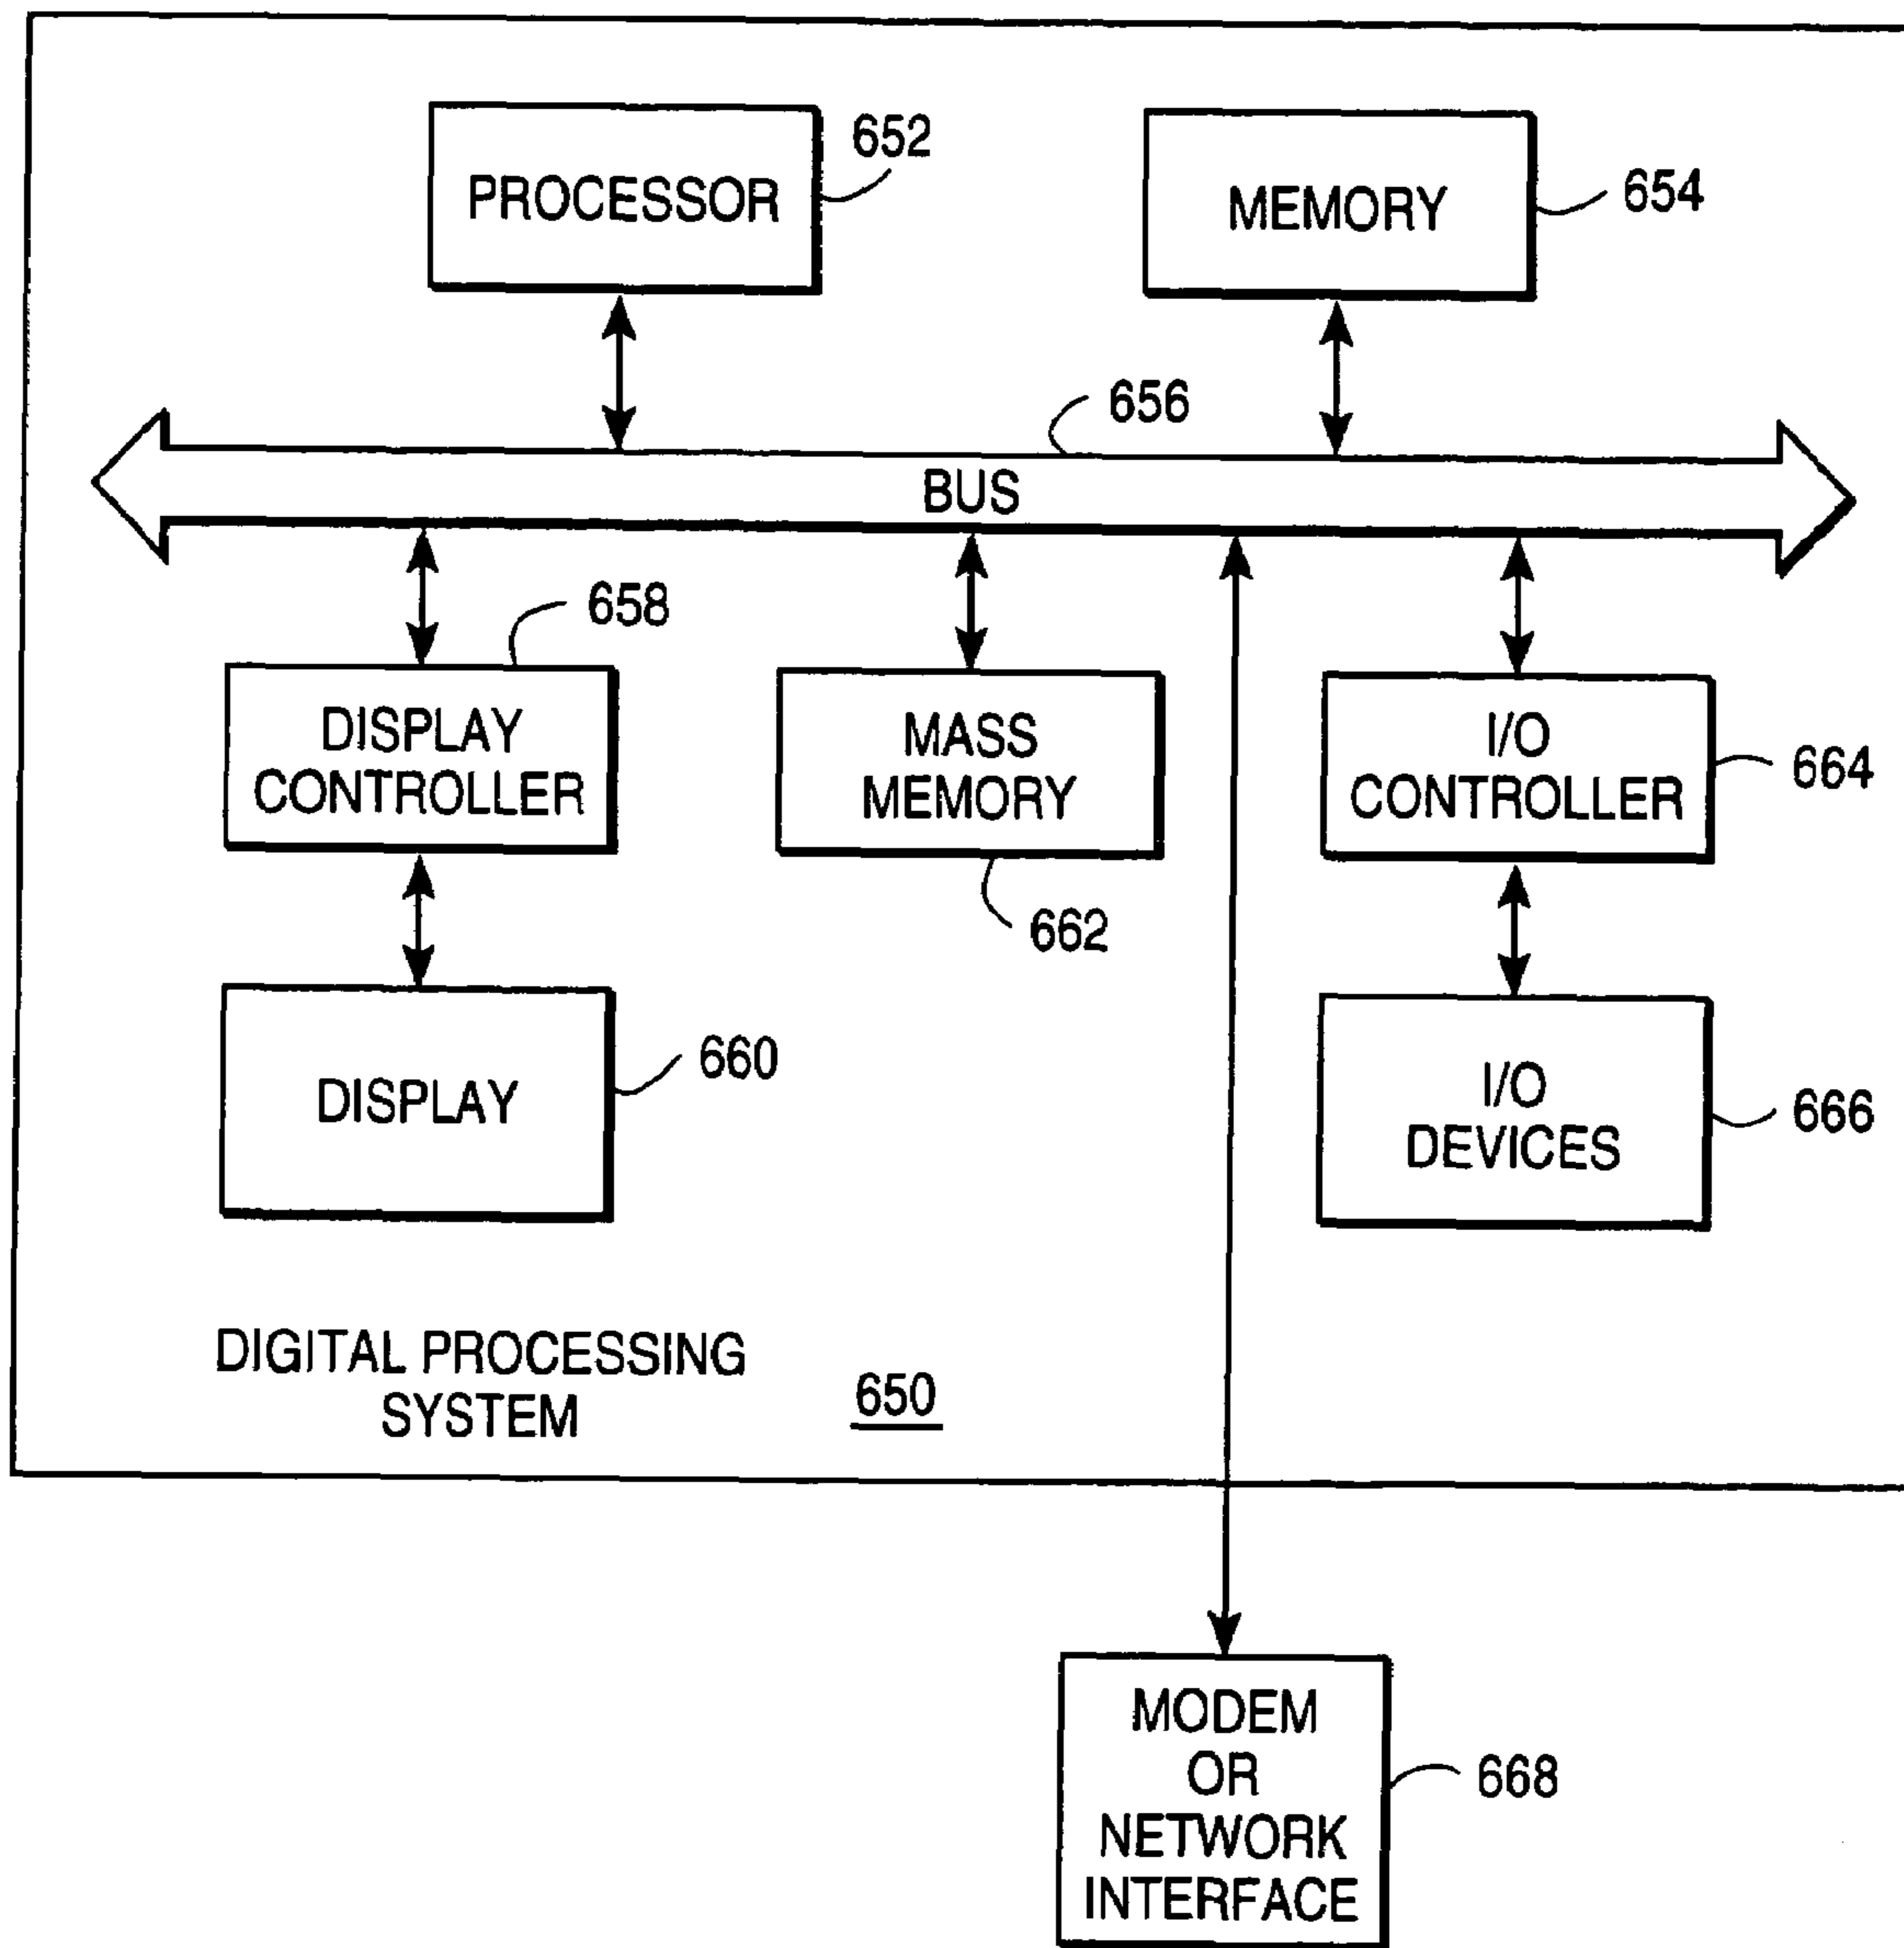 652
PROCESSOR
MEMORY
654
656
BUS
658
DISPLAY
CONTROLLER
MASS
MEMORY
662
I/O
CONTROLLER
664
DISPLAY
660
I/O
DEVICES
666
DIGITAL PROCESSING
SYSTEM
650
MODEM
OR
NETWORK
INTERFACE
668